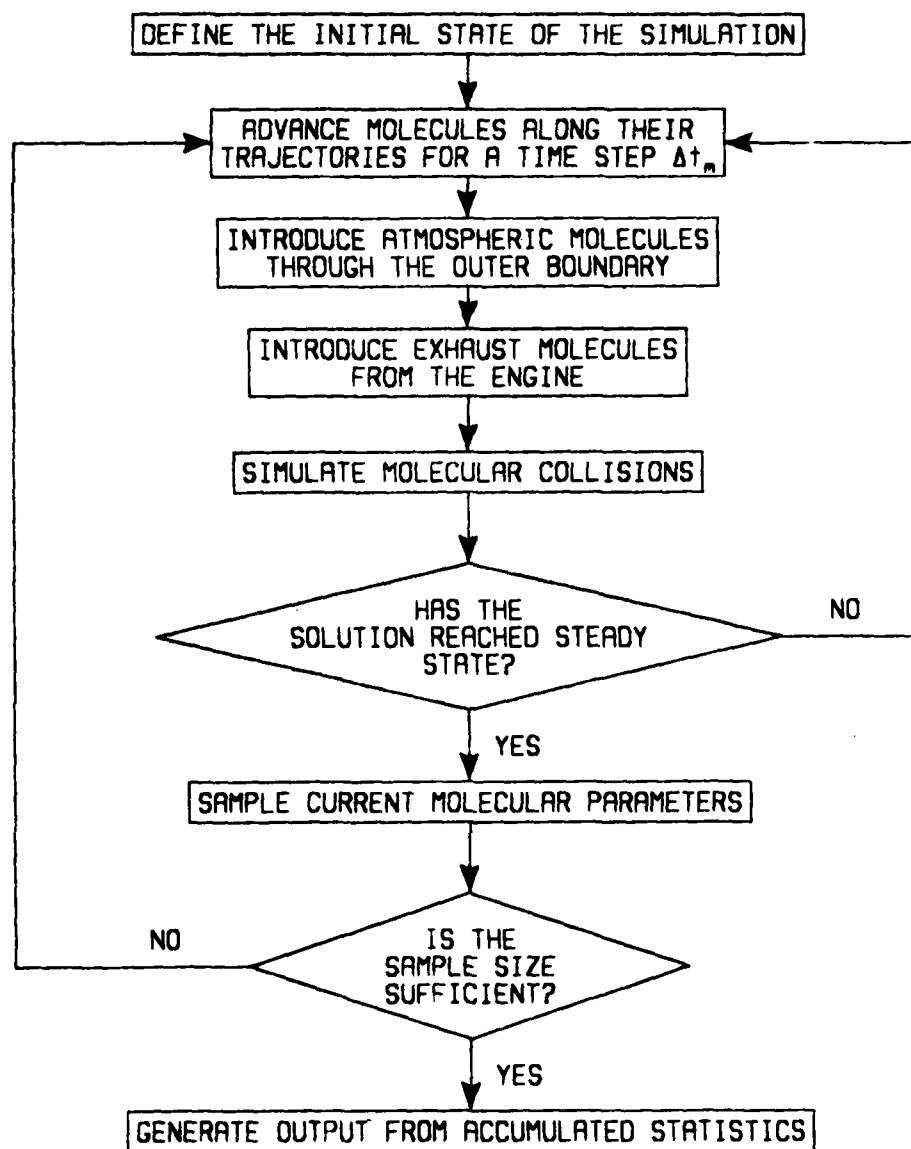 DEFINE THE INITIAL STATE OF THE SIMULATION
ADVANCE MOLECULES ALONG THEIR
TRAJECTORIES FOR A TIME STEP Δtₘ
INTRODUCE ATMOSPHERIC MOLECULES
THROUGH THE OUTER BOUNDARY
INTRODUCE EXHAUST MOLECULES
FROM THE ENGINE
SIMULATE MOLECULAR COLLISIONS
HAS THE
SOLUTION REACHED STEADY
STATE?
NO
YES
SAMPLE CURRENT MOLECULAR PARAMETERS
NO
IS THE
SAMPLE SIZE
SUFFICIENT?
YES
GENERATE OUTPUT FROM ACCUMULATED STATISTICS